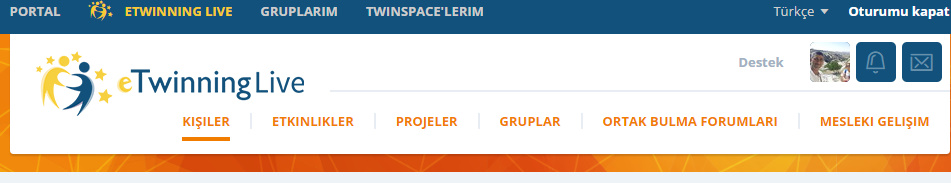 PORTAL ETWINNING LIVE GRUPLARIM TWINSPACE'LERIM Türkçe Oturumu kapat
Destek
eTwinning Live
KIŞILER ETKINLIKLER PROJELER GRUPLAR ORTAK BULMA FORUMLARI MESLEKI GELIŞIM